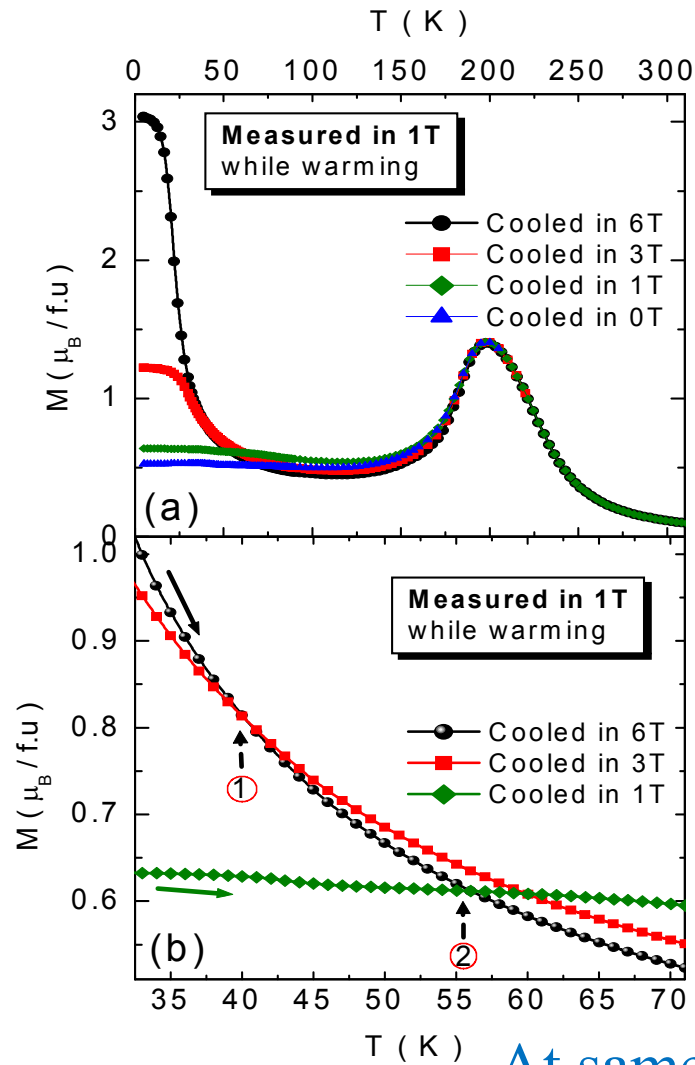 T ( K )
0 50 100 150 200 250 300
3
2
1
0
M ( μB / f.u )
Measured in 1T
while warming
Cooled in 6T
Cooled in 3T
Cooled in 1T
Cooled in 0T
(a)
1.0
0.9
0.8
0.7
0.6
M ( μB / f.u )
Measured in 1T
while warming
Cooled in 6T
Cooled in 3T
Cooled in 1T
1
2
(b)
35 40 45 50 55 60 65 70
T ( K )
At same